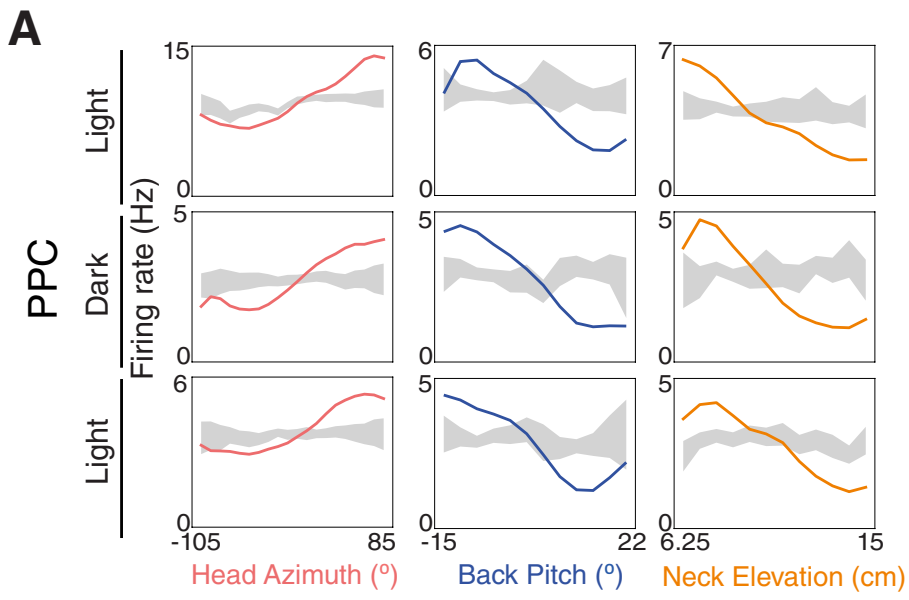 A
PPC
Light
Dark
Light
Firing rate (Hz)
15
0
6
0
7
0
5
0
5
0
5
0
6
0
5
0
5
0
-105 85
-15 22
6.25 15
Head Azimuth (º)
Back Pitch (º)
Neck Elevation (cm)